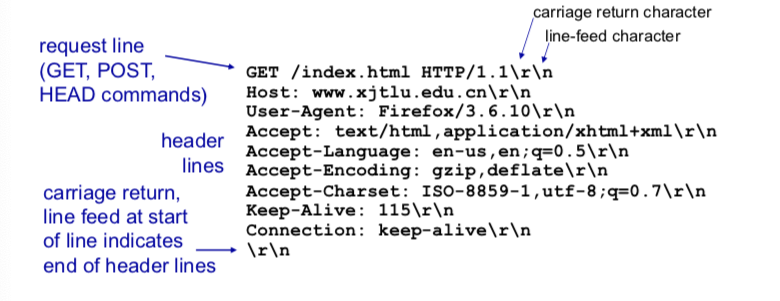 carriage return character
line-feed character
request line
(GET, POST,
HEAD commands)
header
lines
carriage return,
line feed at start
of line indicates
end of header lines
GET /index.html HTTP/1.1\r\n
Host: www.xjtlu.edu.cn\r\n
User-Agent: Firefox/3.6.10\r\n
Accept: text/html,application/xhtml+xml\r\n
Accept-Language: en-us,en;q=0.5\r\n
Accept-Encoding: gzip,deflate\r\n
Accept-Charset: ISO-8859-1,utf-8;q=0.7\r\n
Keep-Alive: 115\r\n
Connection: keep-alive\r\n
\r\n